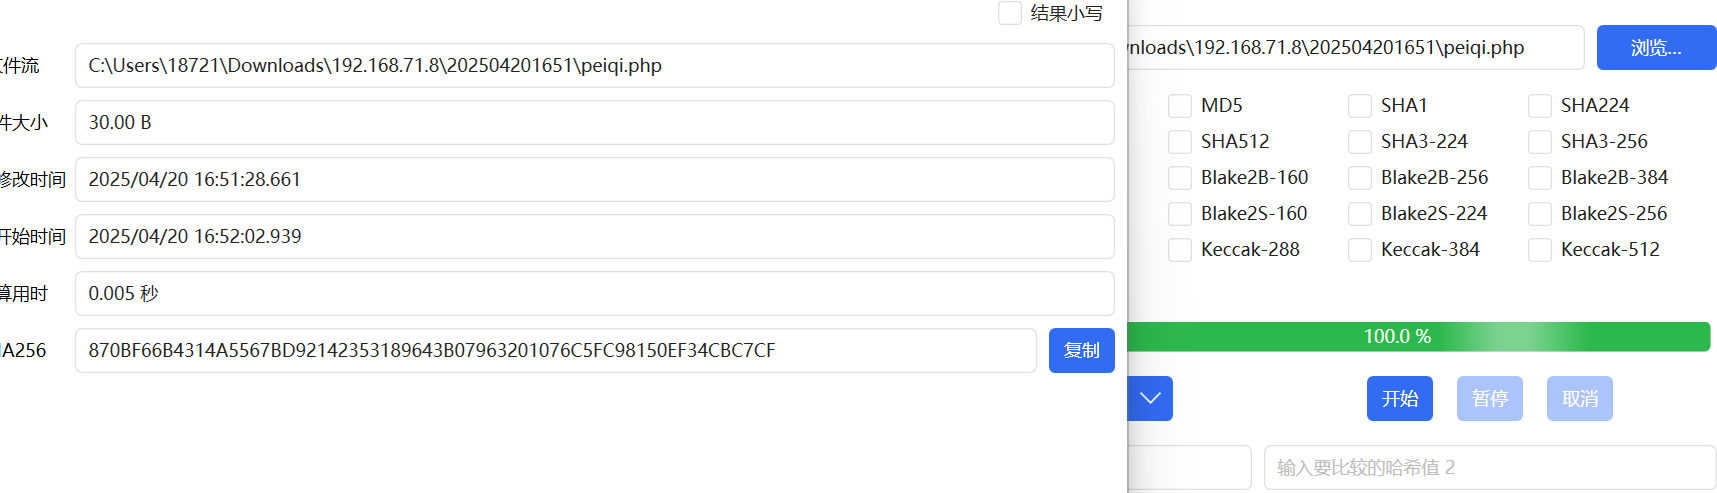 结果小写
文件流 C:\Users\18721\Downloads\192.168.71.8\202504201651\peiqi.php
件大小 30.00 B
修改时间 2025/04/20 16:51:28.661
开始时间 2025/04/20 16:52:02.939
算用时 0.005 秒
HA256 870BF66B4314A5567BD92142353189643B07963201076C5FC98150EF34CBC7CF 复制
nloads\192.168.71.8\202504201651\peiqi.php 浏览...
MD5 SHA1 SHA224
SHA512 SHA3-224 SHA3-256
Blake2B-160 Blake2B-256 Blake2B-384
Blake2S-160 Blake2S-224 Blake2S-256
Keccak-288 Keccak-384 Keccak-512
100.0 %
开始 暂停 取消
输入要比较的哈希值 2